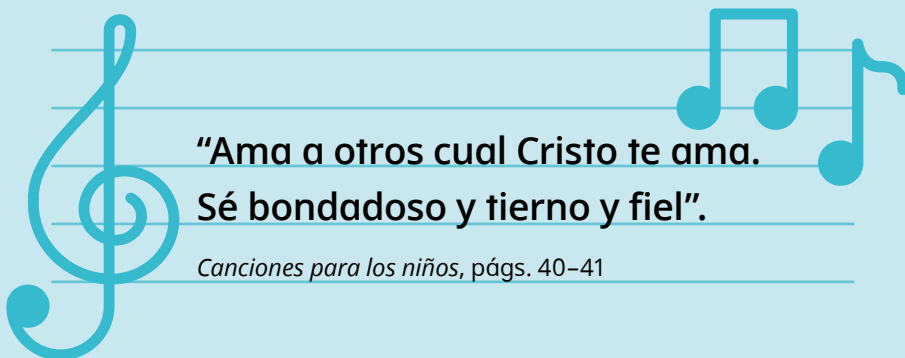 “Ama a otros cual Cristo te ama.
Sé bondadoso y tierno y fiel”.
Canciones para los niños, págs. 40–41